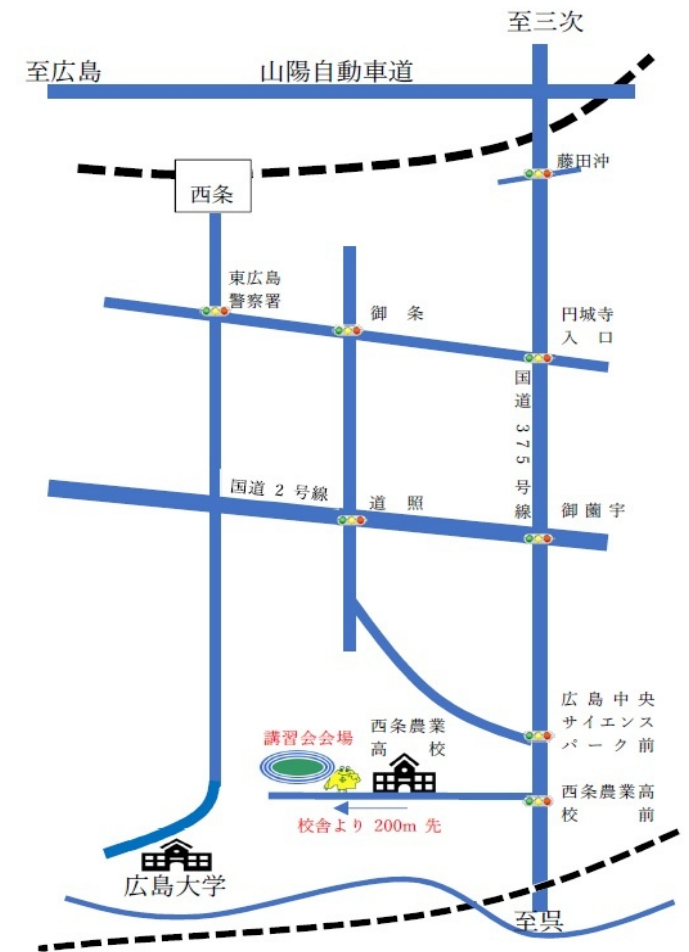 至三次
至広島
山陽自動車道
藤田沖
西条
東広島
警察署
御条
円城寺
入口
国道375号線
国道2号線
道照
御薗宇
広島中央
サイエンス
パーク前
講習会会場
西条農業
高校
西条農業高
校前
校舎より 200m 先
広島大学
至呉